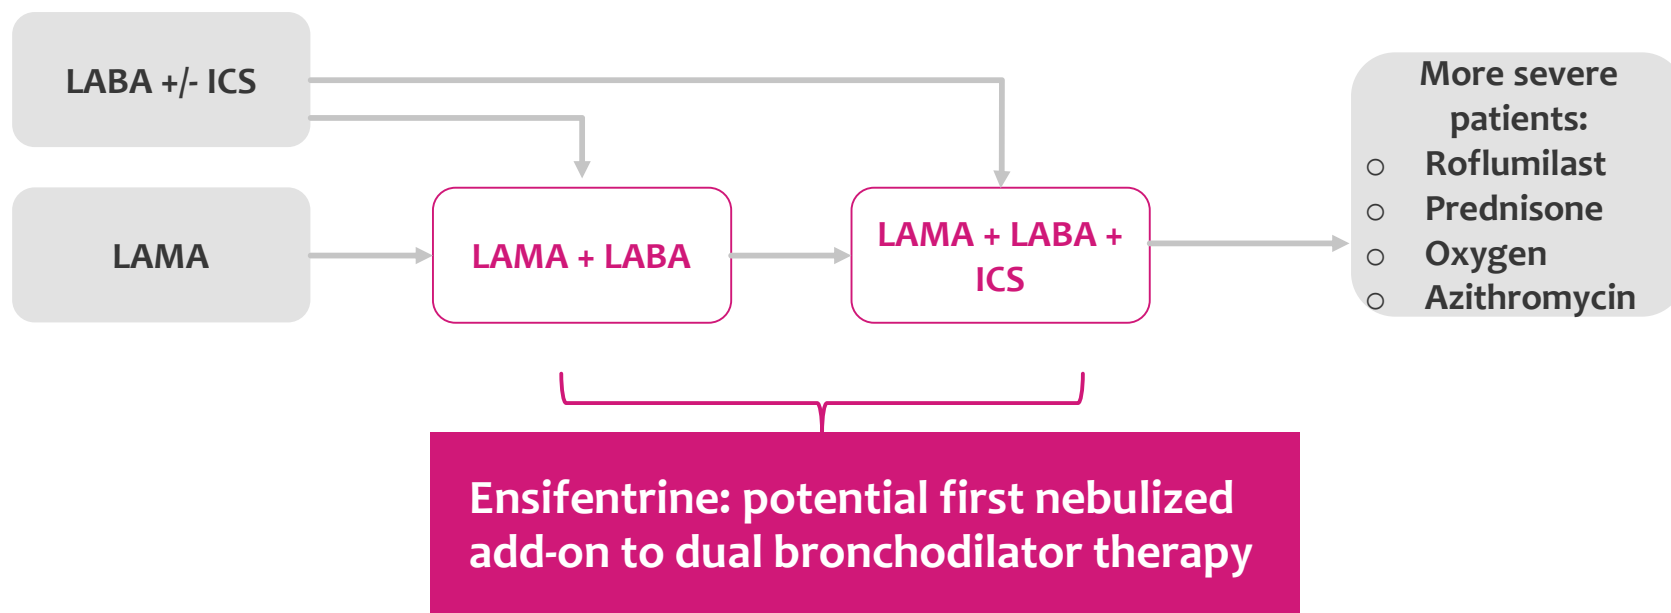 LABA +/- ICS
LAMA
LAMA + LABA
LAMA + LABA +
ICS
More severe
patients:
o Roflumilast
o Prednisone
o Oxygen
o Azithromycin
Ensifentrine: potential first nebulized
add-on to dual bronchodilator therapy